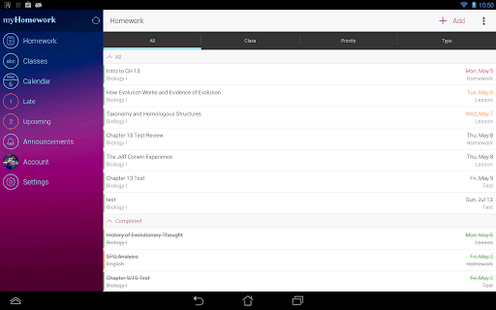 10:50
myHomework
Homework
Add
Homework
All
Class
Priority
Type
abc
Classes
All
6
Calendar
Intro to CH 13
Mon, May 5
Biology I
Homework
1
Late
How Evolution Works and Evidence of Evolution
Tue, May 6
Biology I
Lesson
2
Upcoming
Taxonomy and Homologous Structures
Wed, May 7
Biology I
Lesson
Announcements
Chapter 13 Test Review
Thu, May 8
Biology I
Homework
Account
The Jeff Corwin Experience
Thu, May 8
Biology I
Lesson
Settings
Chapter 13 Test
Fri, May 9
Biology I
Test
test
Sun, Jul 13
Biology I
Test
Completed
History of Evolutionary Thought
Mon, May 5
Biology I
Lesson
SPQ Analysis
Fri, May 2
English
Homework
Chapter 9/10 Test
Fri, May 2
Biology I
Test